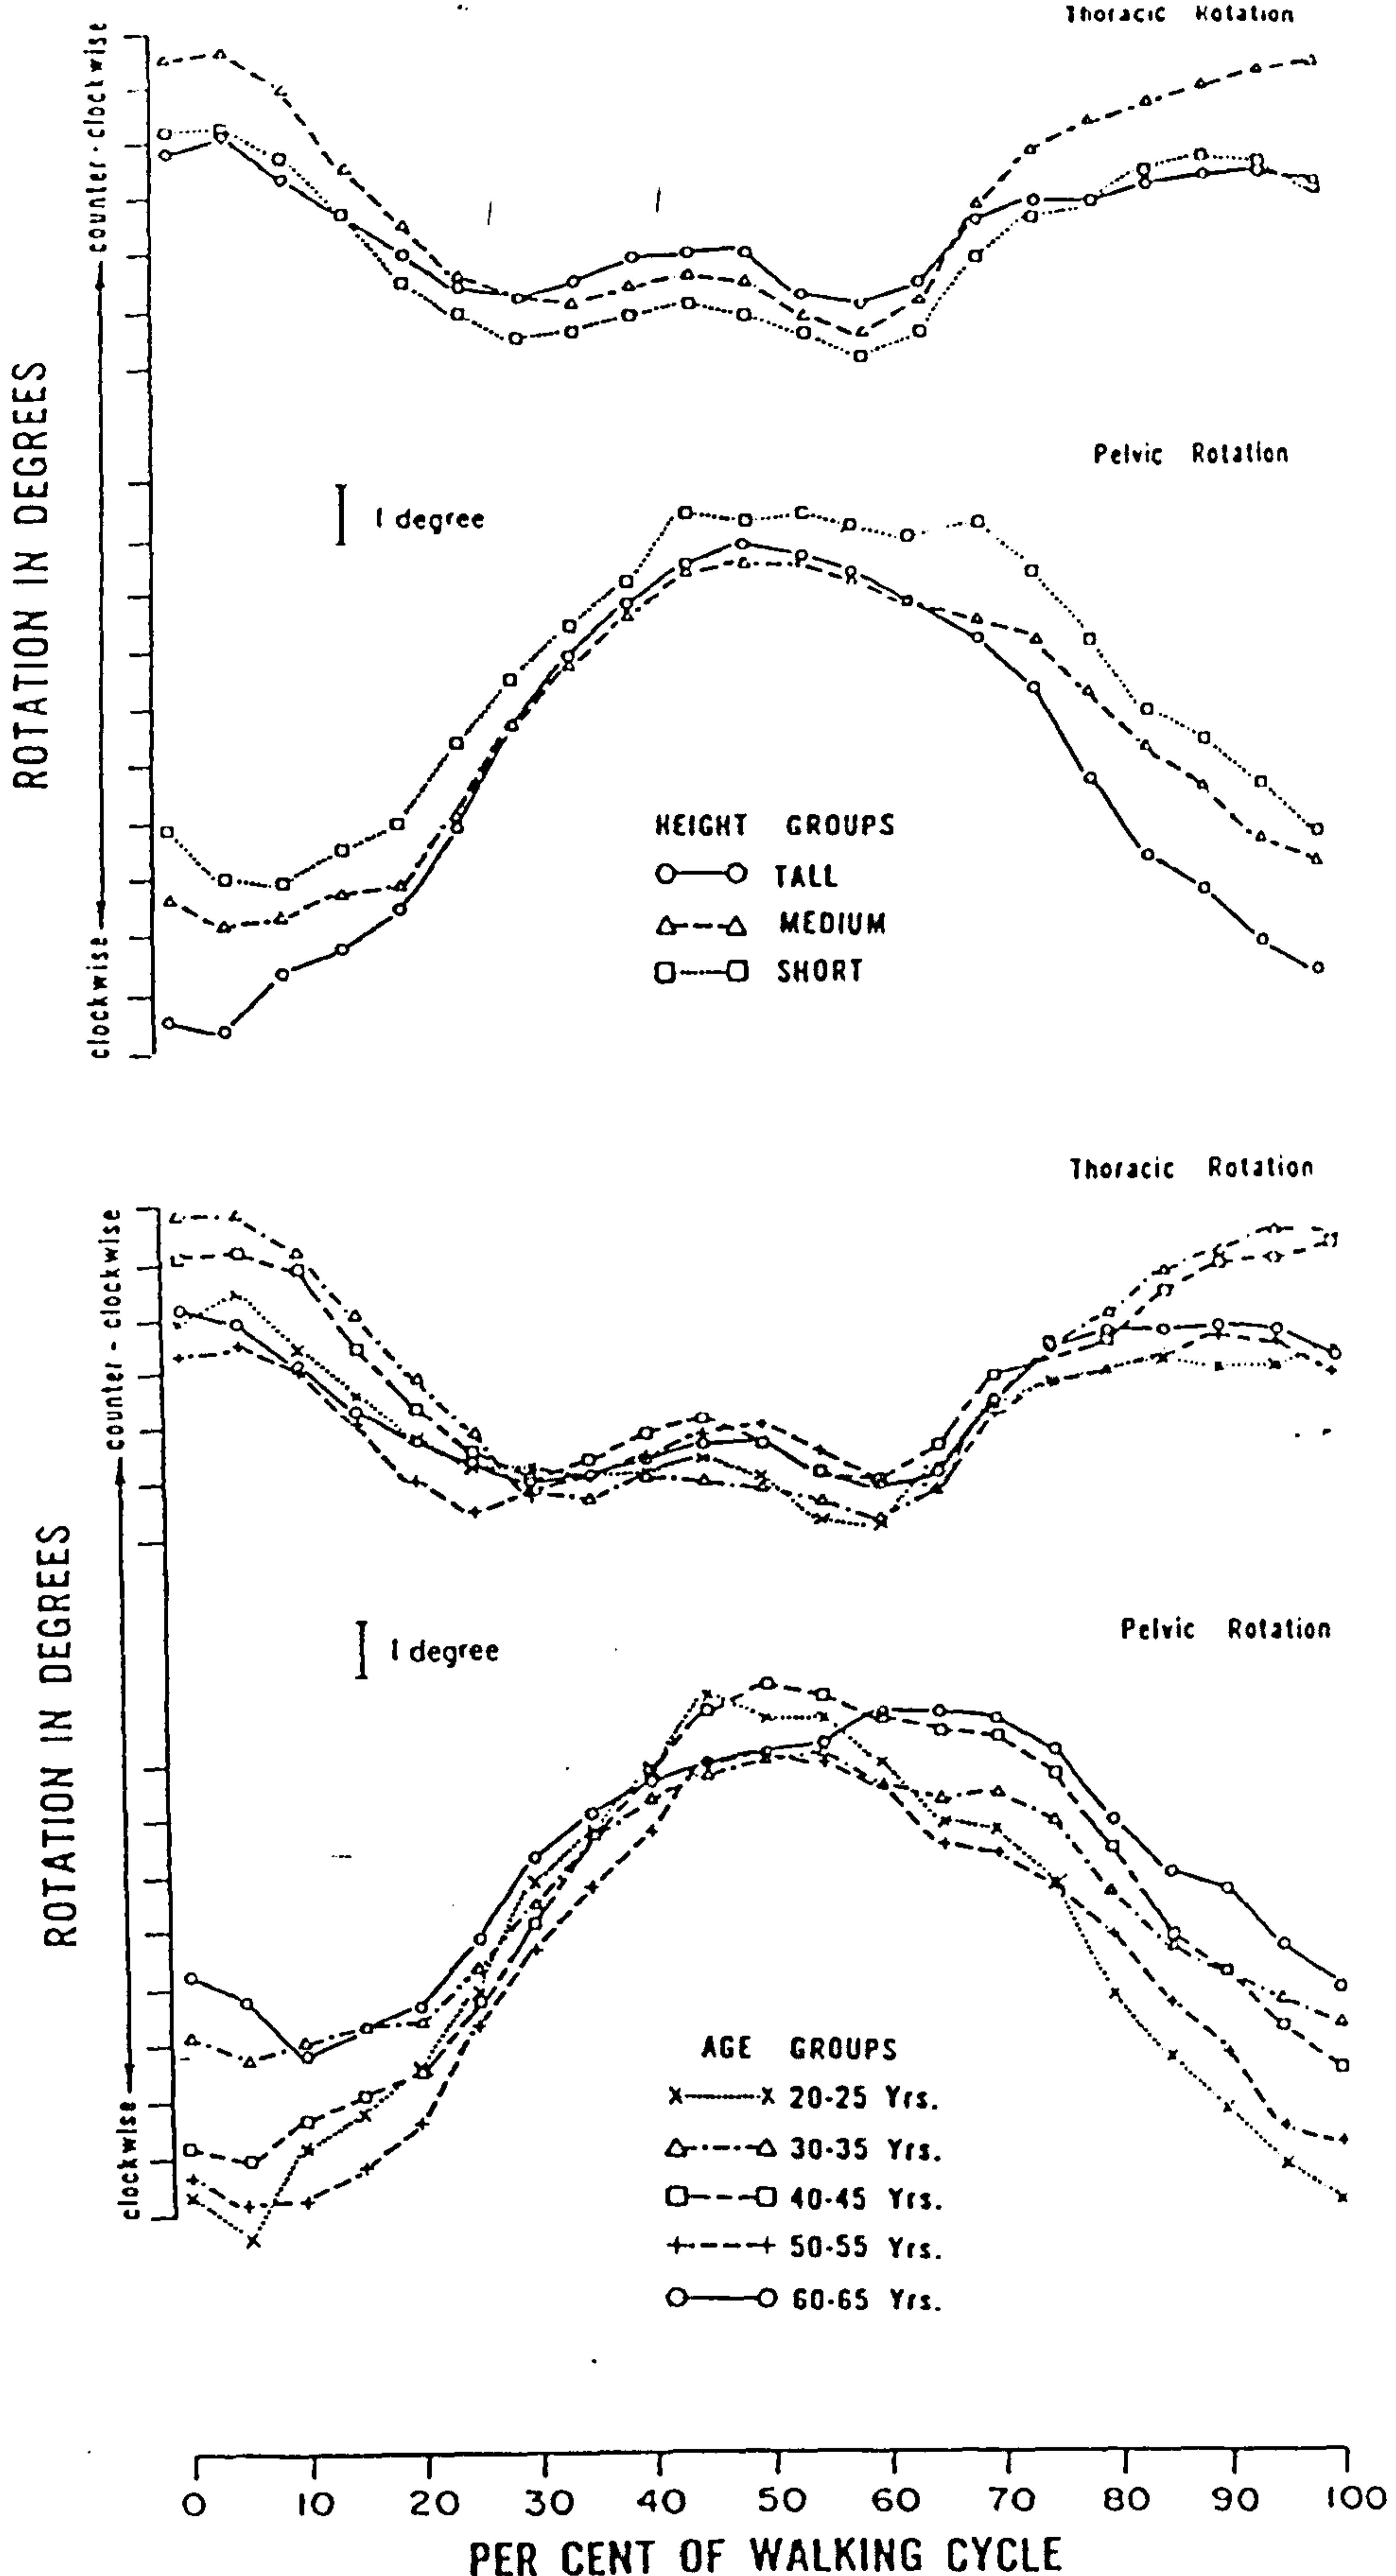 Thoracic Rotation
counter-clockwise
ROTATION IN DEGREES
clockwise
Pelvic Rotation
1 degree
HEIGHT GROUPS
TALL
MEDIUM
SHORT
Thoracic Rotation
counter - clockwise
ROTATION IN DEGREES
clockwise
Pelvic Rotation
1 degree
AGE GROUPS
20-25 Yrs.
30-35 Yrs.
40-45 Yrs.
50-55 Yrs.
60-65 Yrs.
0 10 20 30 40 50 60 70 80 90 100
PER CENT OF WALKING CYCLE